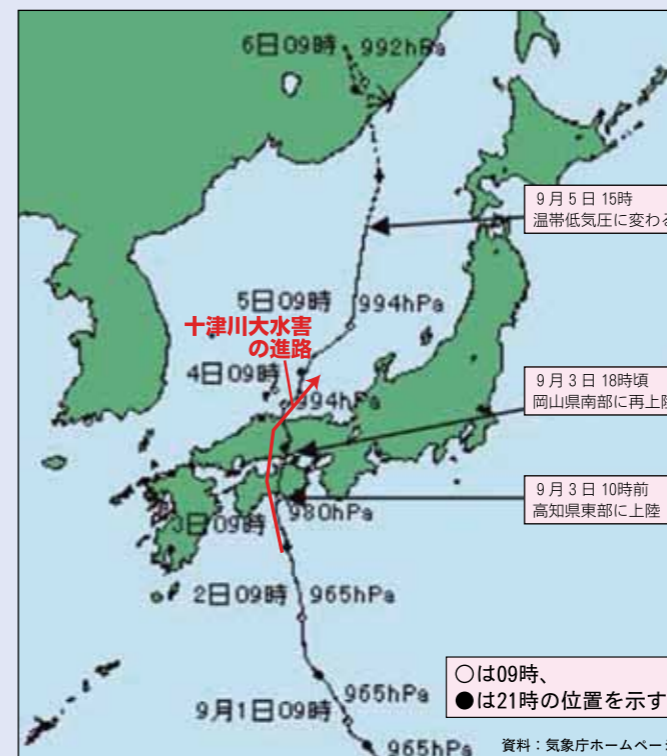 6日09時 992hPa
9月5日15時
温帯低気圧に変わる
5日09時 994hPa
十津川大水害
の進路
4日09時 994hPa
9月3日18時頃
岡山県南部に再上陸
9月3日10時前
高知県東部に上陸
3日09時 980hPa
2日09時 965hPa
965hPa
9月1日09時
965hPa
○は09時、
●は21時の位置を示す
資料：気象庁ホームペー